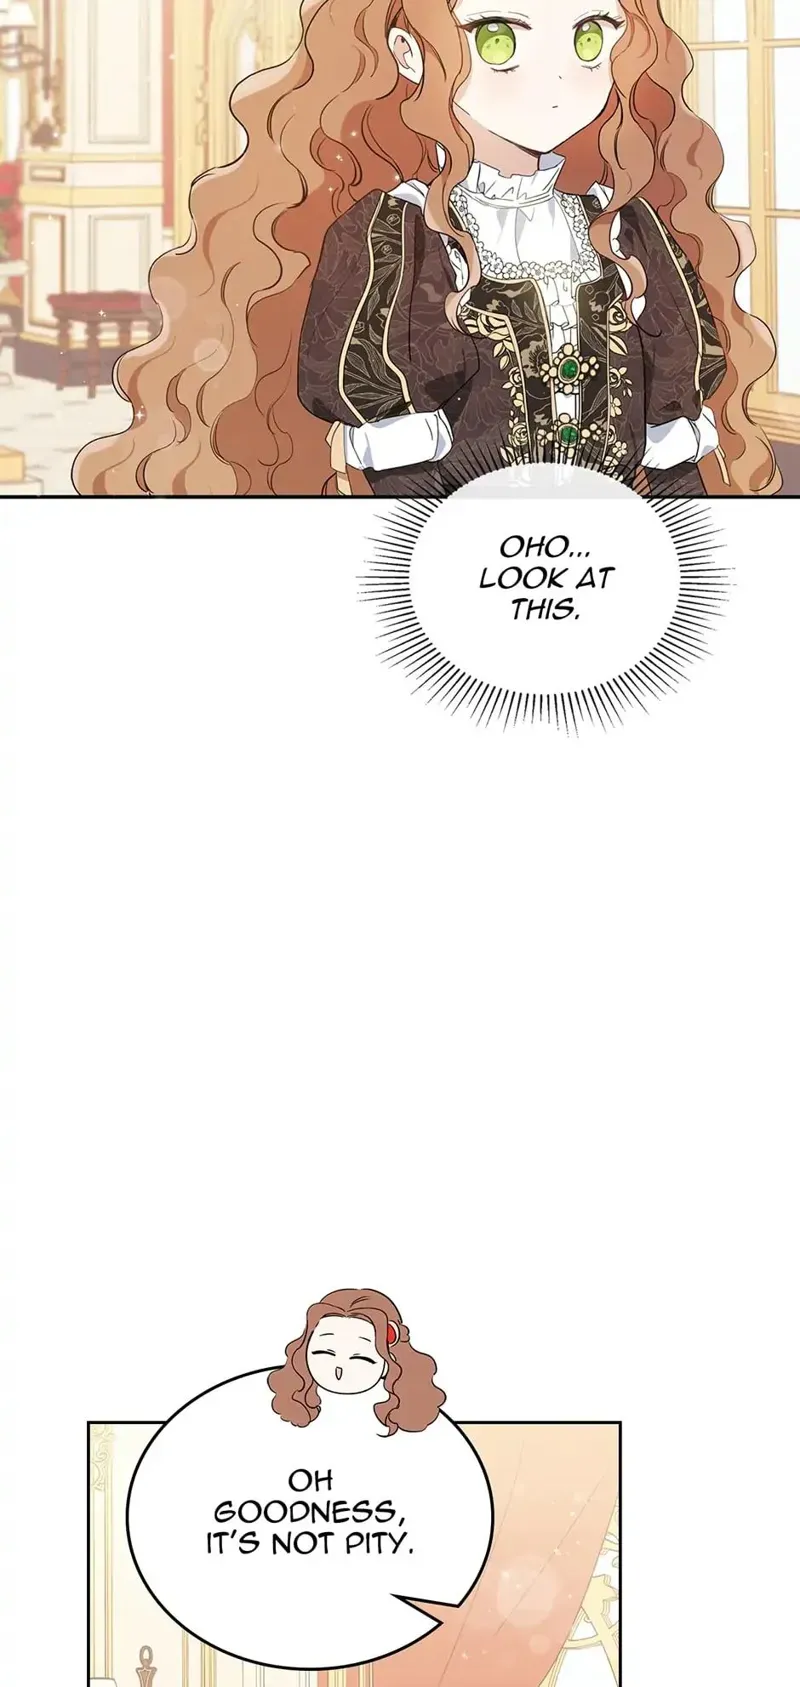 OHO...
LOOK AT
THIS.
OH
GOODNESS,
IT'S NOT PITY.